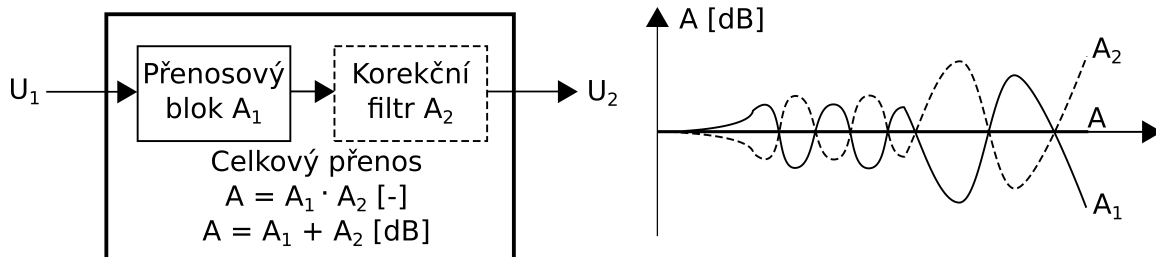 U₁
Přenosový
blok A₁
Korekční
filtr A₂
U₂
Celkový přenos
A = A₁ · A₂ [-]
A = A₁ + A₂ [dB]
A [dB]
A₂
A
A₁